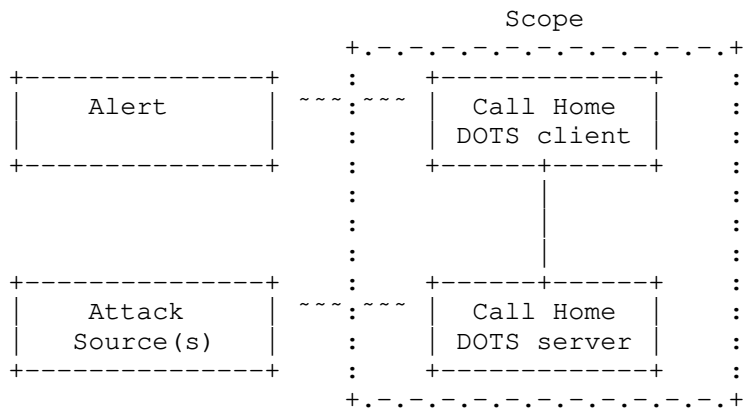 Scope
+.-.-.-.-.-.-.-.-.-.-.-.+
+---------------+     :    +-------------+     :
|     Alert     | ~~~:~~~ |  Call Home  |     :
|               |     :    | DOTS client |     :
+---------------+     :    +------+------+     :
:           |            :
:           |            :
:           |            :
+---------------+     :    +------+------+     :
|    Attack     | ~~~:~~~ |  Call Home  |     :
|   Source(s)   |     :    | DOTS server |     :
+---------------+     :    +-------------+     :
+.-.-.-.-.-.-.-.-.-.-.-.+